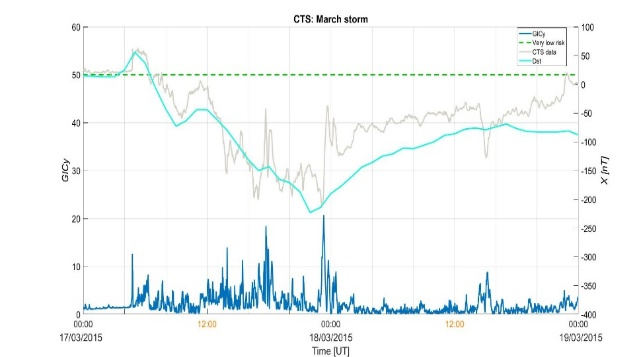 CTS: March storm
GICy
Very low risk
CTS data
Dst
60
50
40
30
20
10
0
GICy
100
50
0
-50
-100
-150
-200
-250
-300
-350
-400
X [nT]
00:00 12:00 00:00 12:00 00:00
17/03/2015 18/03/2015 19/03/2015
Time [UT]